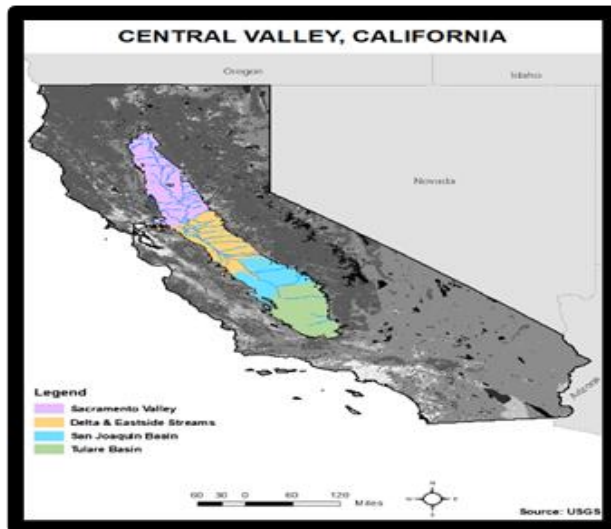 CENTRAL VALLEY, CALIFORNIA
Oregon
Idaho
Nevada
Arizona
Legend
Sacramento Valley
Delta & Eastside Streams
San Joaquin Basin
Tulare Basin
60 30 0 60 120
Miles
N
W E
S
Source: USGS